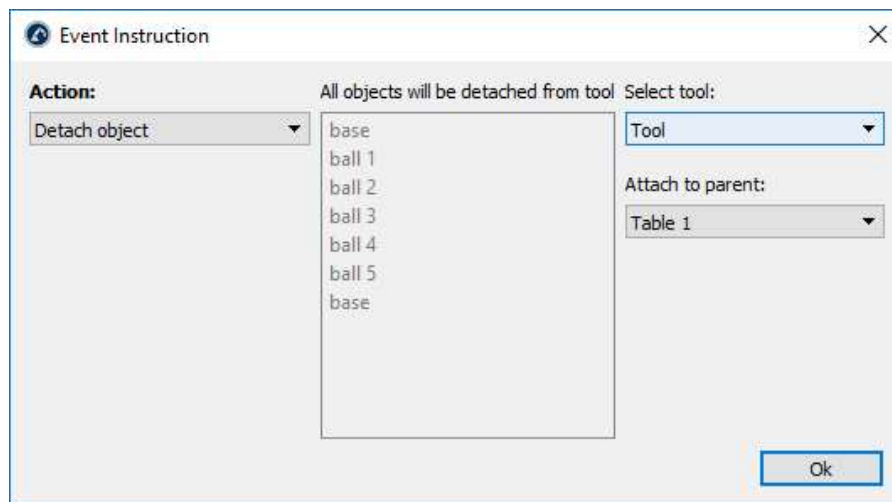 Event Instruction
Action:
Detach object
All objects will be detached from tool
base
ball 1
ball 2
ball 3
ball 4
ball 5
base
Select tool:
Tool
Attach to parent:
Table 1
Ok